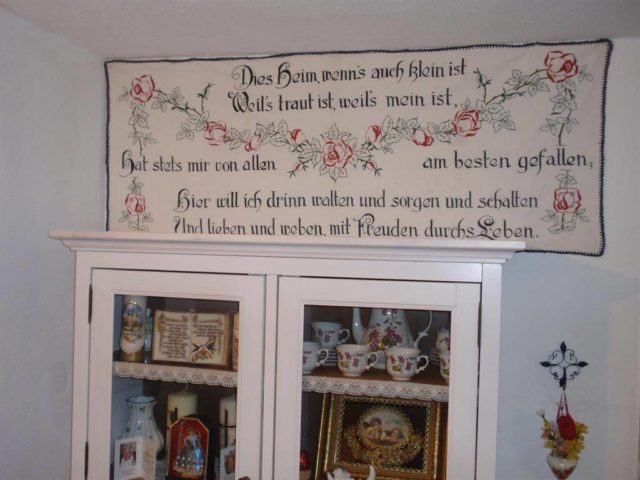 Dies Heim, wenn's auch klein ist
Weil's traut ist, weil's mein ist,
Hat stets mir von allen am besten gefallen;
Hier will ich drinn walten und sorgen und schalten
Und lieben und weben, mit Freuden durchs Leben.